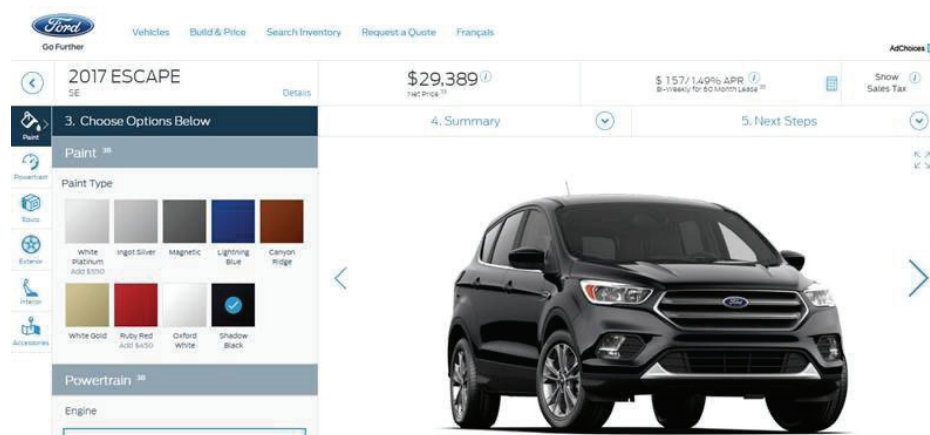 Ford
Go Further
Vehicles
Build & Price
Search Inventory
Request a Quote
Français
AdChoices
2017 ESCAPE
SE
Details
$29,389
Net Price
$157/1.49% APR
Bi-Weekly for 60 Month Lease
Show
Sales Tax
Paint
3. Choose Options Below
4. Summary
5. Next Steps
Paint 38
Powertrain
Exterior
Interior
Accessories
Paint Type
White
Platinum
Add $550
Ingot Silver
Magnetic
Lightning
Blue
Canyon
Ridge
White Gold
Ruby Red
Add $450
Oxford
White
Shadow
Black
Powertrain 38
Engine
Ford